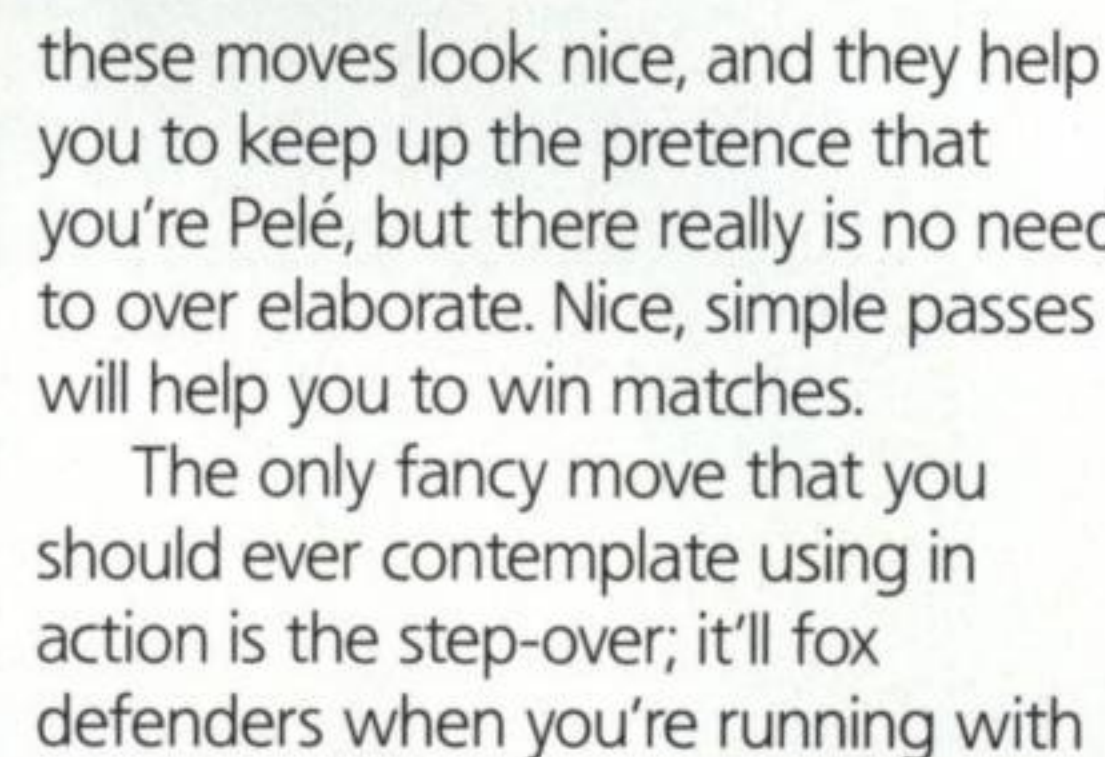 these moves look nice, and they help
you to keep up the pretence that
you're Pelé, but there really is no need
to over elaborate. Nice, simple passes
will help you to win matches.
The only fancy move that you
should ever contemplate using in
action is the step-over; it'll fox
defenders when you're running with